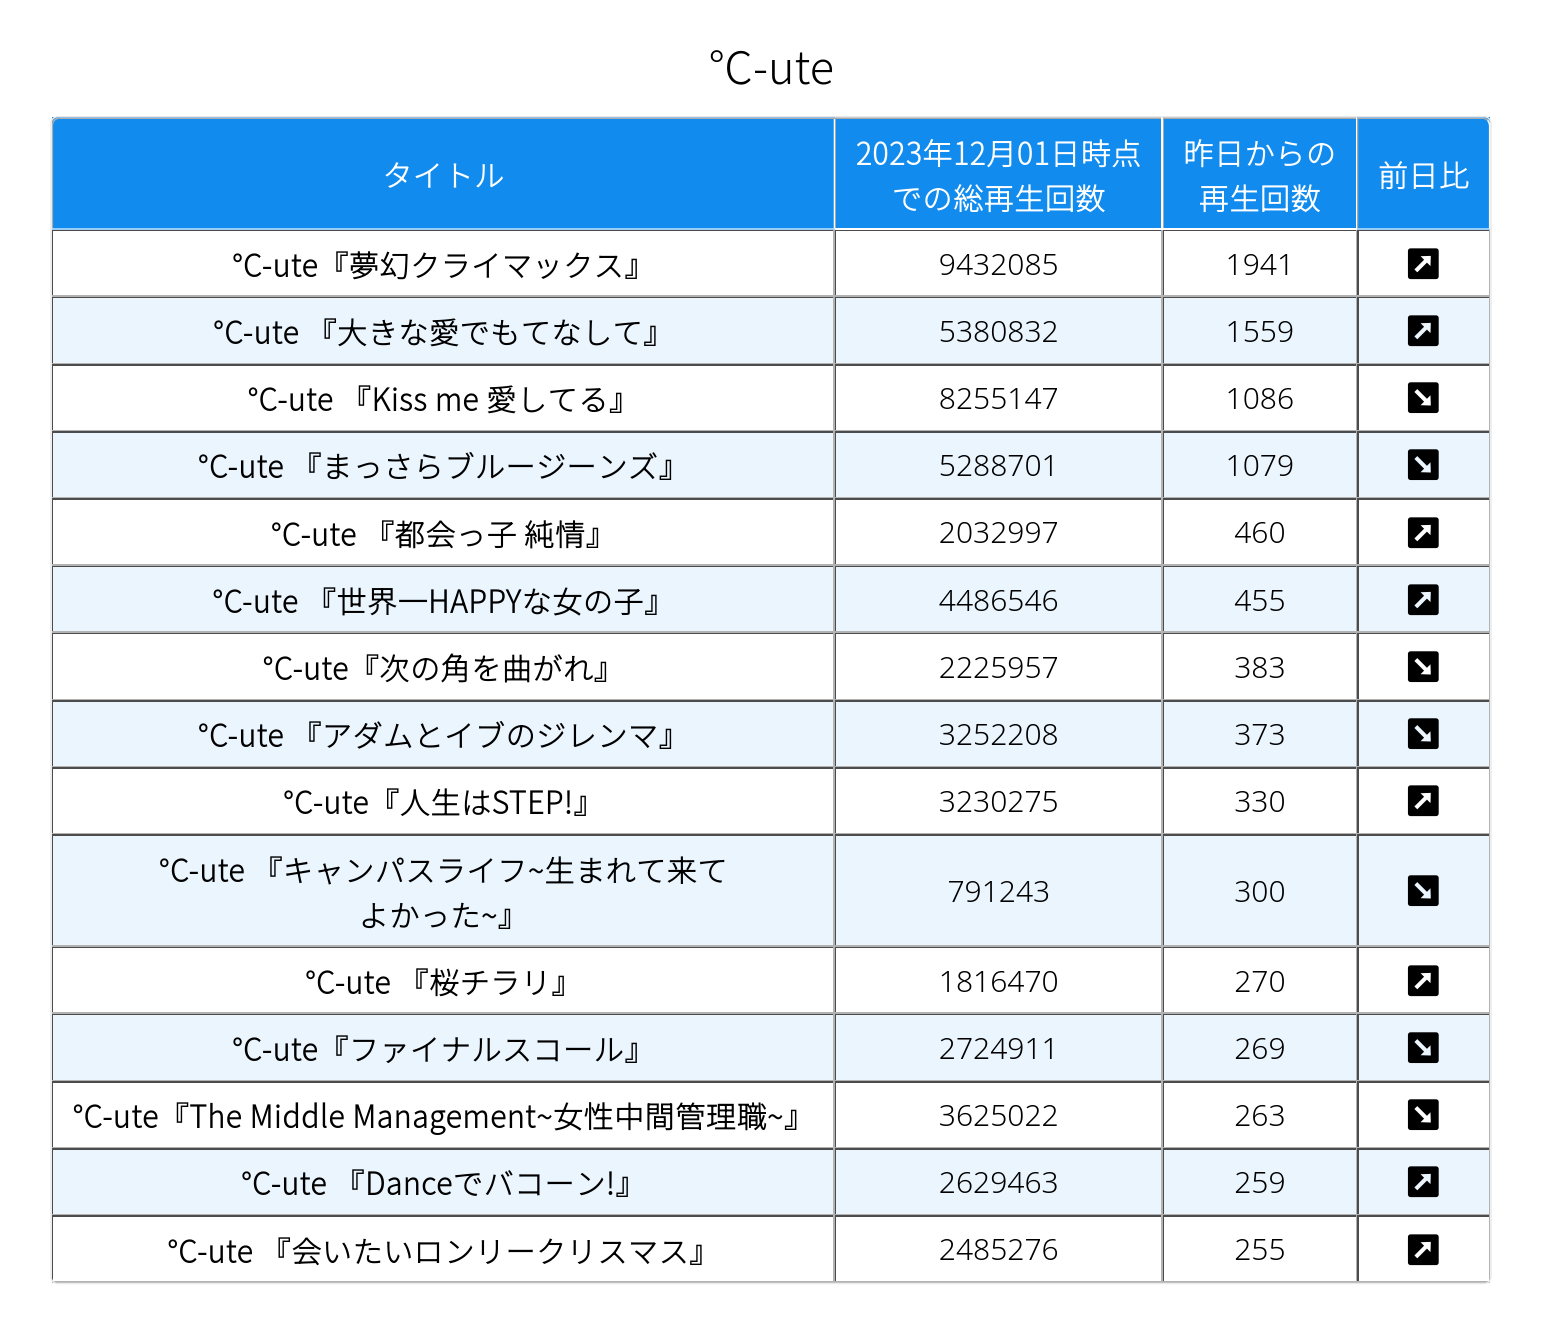 ℃-ute
タイトル
2023年12月01日時点
での総再生回数
昨日からの
再生回数
前日比
℃-ute『夢幻クライマックス』 9432085 1941 ↗
℃-ute 『大きな愛でもてなして』 5380832 1559 ↗
℃-ute 『Kiss me 愛してる』 8255147 1086 ↘
℃-ute 『まっさらブルージーンズ』 5288701 1079 ↘
℃-ute 『都会っ子 純情』 2032997 460 ↗
℃-ute 『世界一HAPPYな女の子』 4486546 455 ↗
℃-ute『次の角を曲がれ』 2225957 383 ↘
℃-ute 『アダムとイブのジレンマ』 3252208 373 ↘
℃-ute『人生はSTEP!』 3230275 330 ↗
℃-ute 『キャンパスライフ~生まれて来て
よかった~』 791243 300 ↘
℃-ute 『桜チラリ』 1816470 270 ↗
℃-ute『ファイナルスコール』 2724911 269 ↘
℃-ute『The Middle Management~女性中間管理職~』 3625022 263 ↘
℃-ute 『Danceでバコーン!』 2629463 259 ↗
℃-ute 『会いたいロンリークリスマス』 2485276 255 ↗